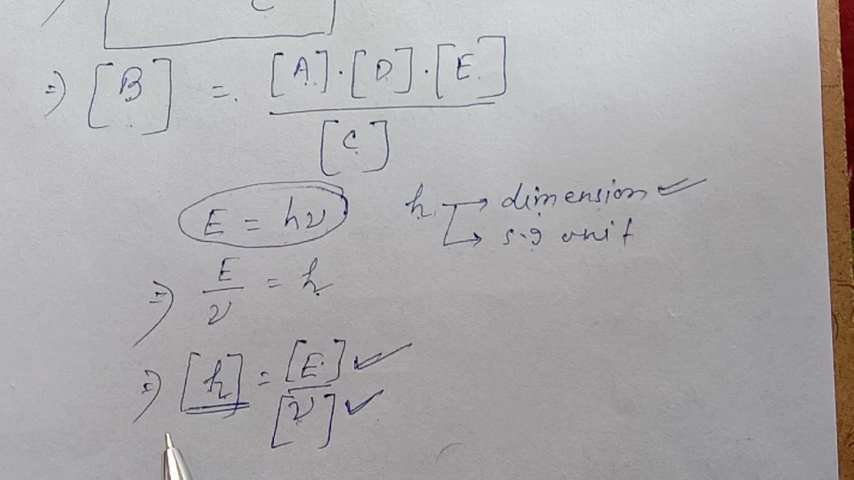 C
⇒ [B] = [A]·[D]·[E] / [C]
E = hν h → dimension ✓
→ S.I unit
⇒ E/ν = h
⇒ [h] = [E] ✓ / [ν] ✓